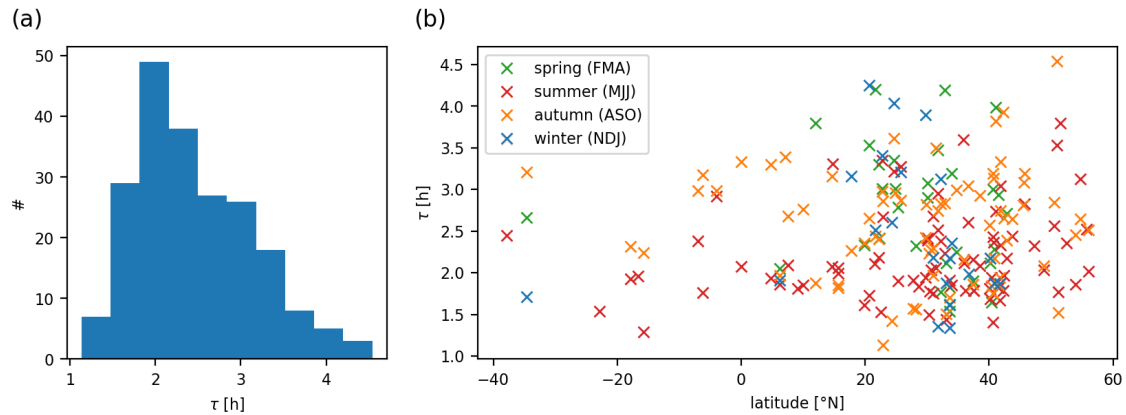 (a)
50
40
30
20
10
0
#
1 2 3 4
τ [h]
(b)
4.5
4.0
3.5
3.0
2.5
2.0
1.5
1.0
τ [h]
spring (FMA)
summer (MJJ)
autumn (ASO)
winter (NDJ)
−40 −20 0 20 40 60
latitude [°N]